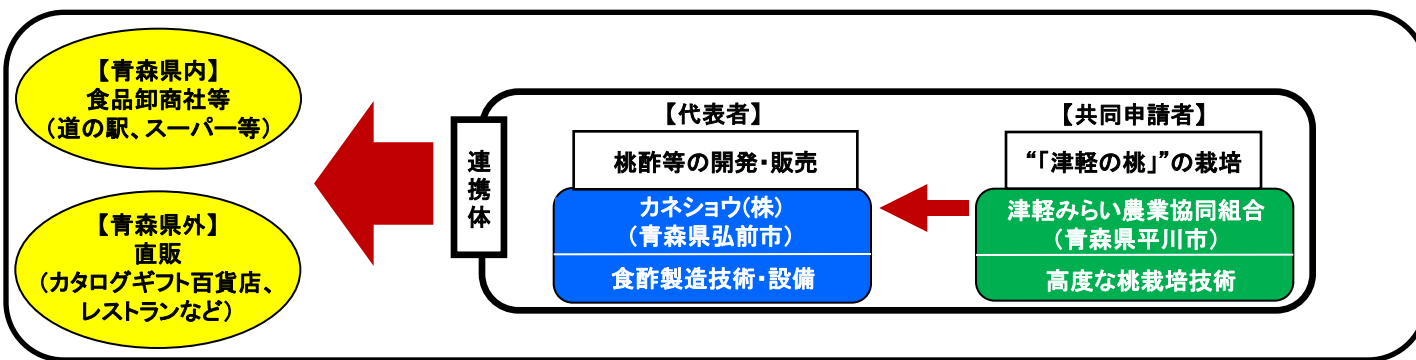 【青森県内】
食品卸商社等
（道の駅、スーパー等）
【青森県外】
直販
（カタログギフト百貨店、
レストランなど）
連携体
【代表者】
桃酢等の開発・販売
カネショウ(株)
（青森県弘前市）
食酢製造技術・設備
【共同申請者】
“「津軽の桃」”の栽培
津軽みらい農業協同組合
（青森県平川市）
高度な桃栽培技術